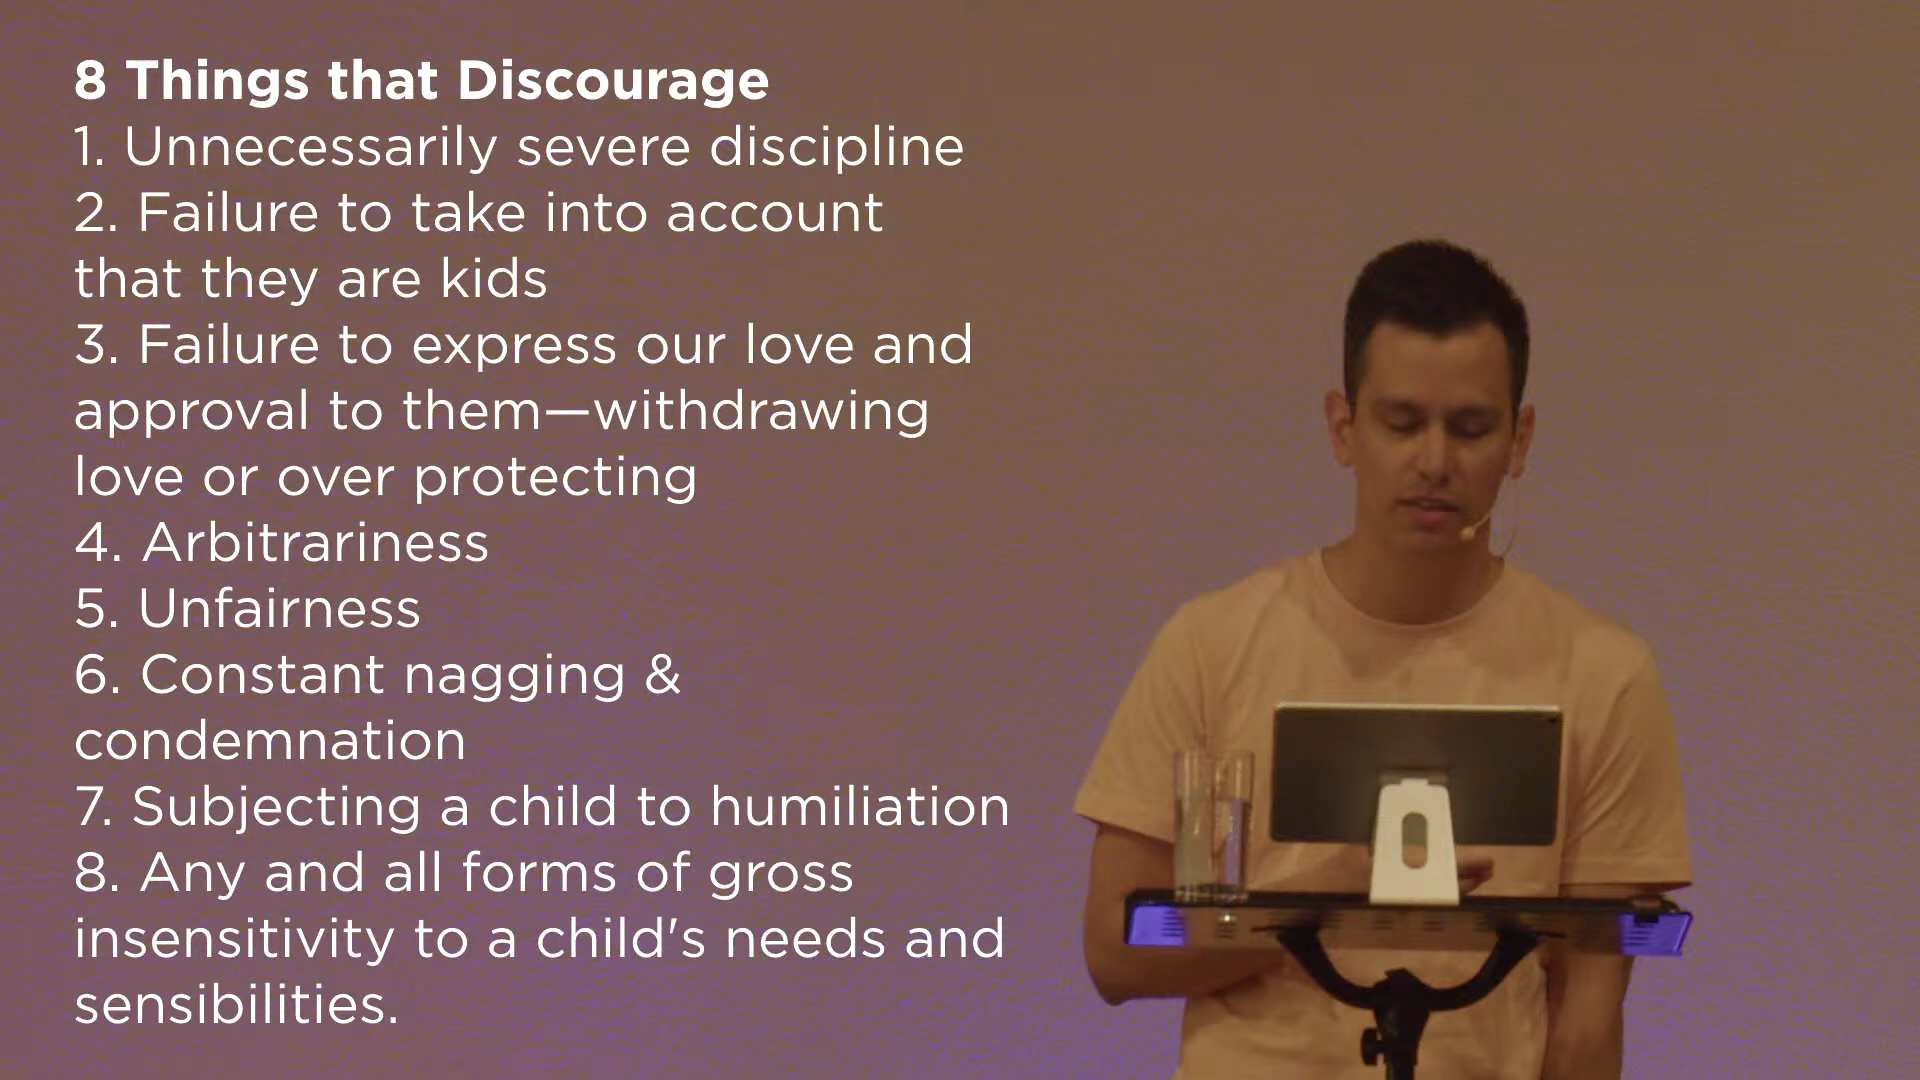 8 Things that Discourage
1. Unnecessarily severe discipline
2. Failure to take into account
that they are kids
3. Failure to express our love and
approval to them—withdrawing
love or over protecting
4. Arbitrariness
5. Unfairness
6. Constant nagging &
condemnation
7. Subjecting a child to humiliation
8. Any and all forms of gross
insensitivity to a child's needs and
sensibilities.